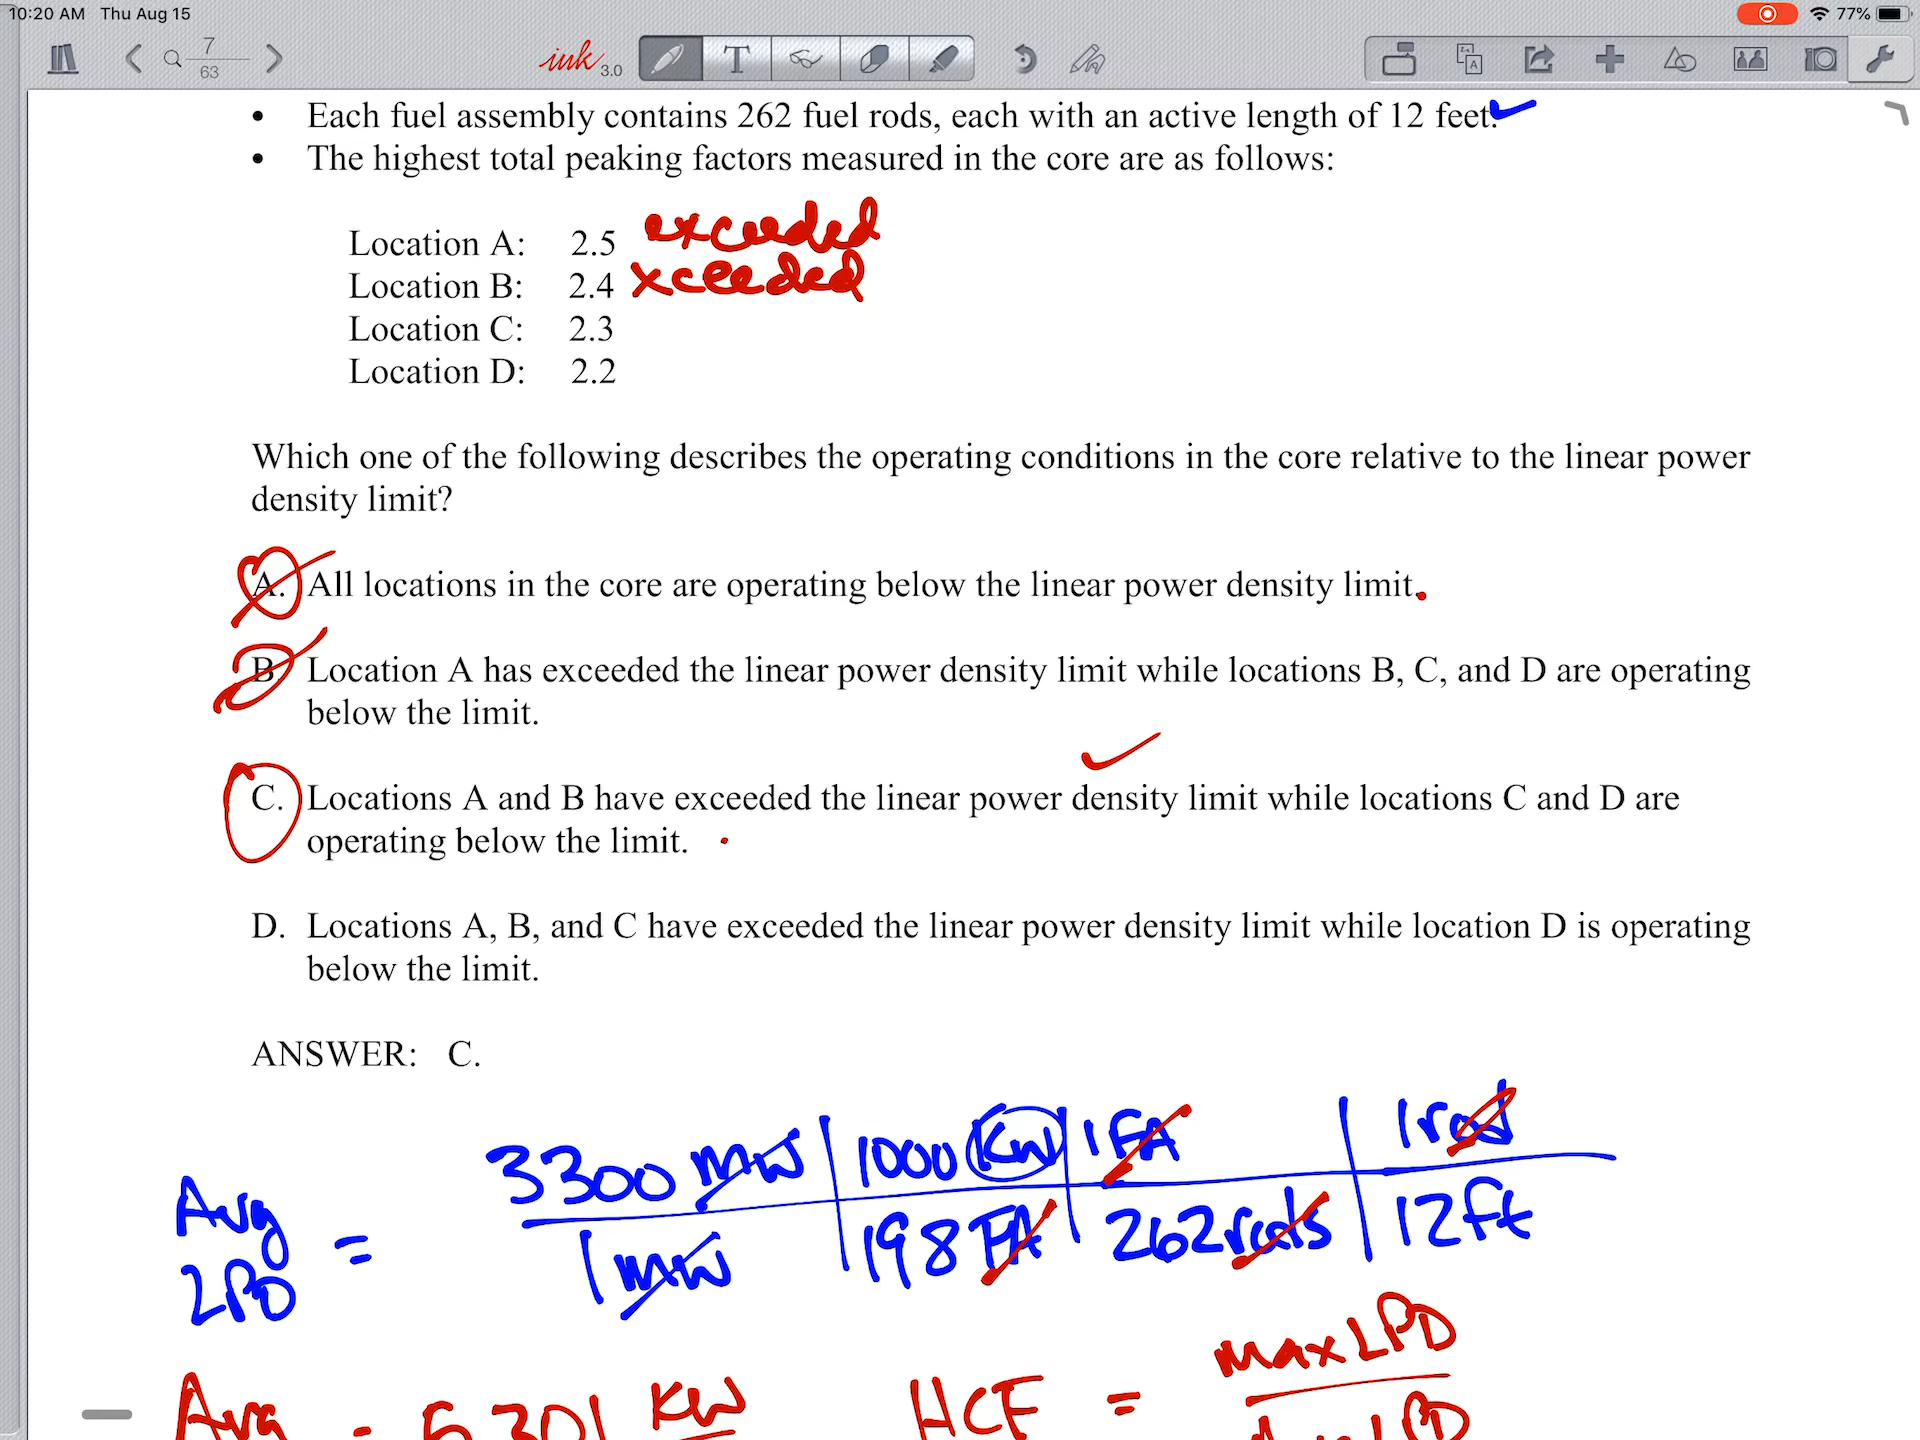 10:20 AM Thu Aug 15
77%
7
63
ink 3.0
T
• Each fuel assembly contains 262 fuel rods, each with an active length of 12 feet.
• The highest total peaking factors measured in the core are as follows:
Location A: 2.5 exceeded
Location B: 2.4 xceeded
Location C: 2.3
Location D: 2.2
Which one of the following describes the operating conditions in the core relative to the linear power
density limit?
A. All locations in the core are operating below the linear power density limit.
B. Location A has exceeded the linear power density limit while locations B, C, and D are operating
below the limit.
C. Locations A and B have exceeded the linear power density limit while locations C and D are
operating below the limit.
D. Locations A, B, and C have exceeded the linear power density limit while location D is operating
below the limit.
ANSWER: C.
3300 MW 1000 KW 1 FA 1 rod
Avg
LPD =
1 MW 198 FA 262 rods 12 ft
max LPD
Avg KW HCF =